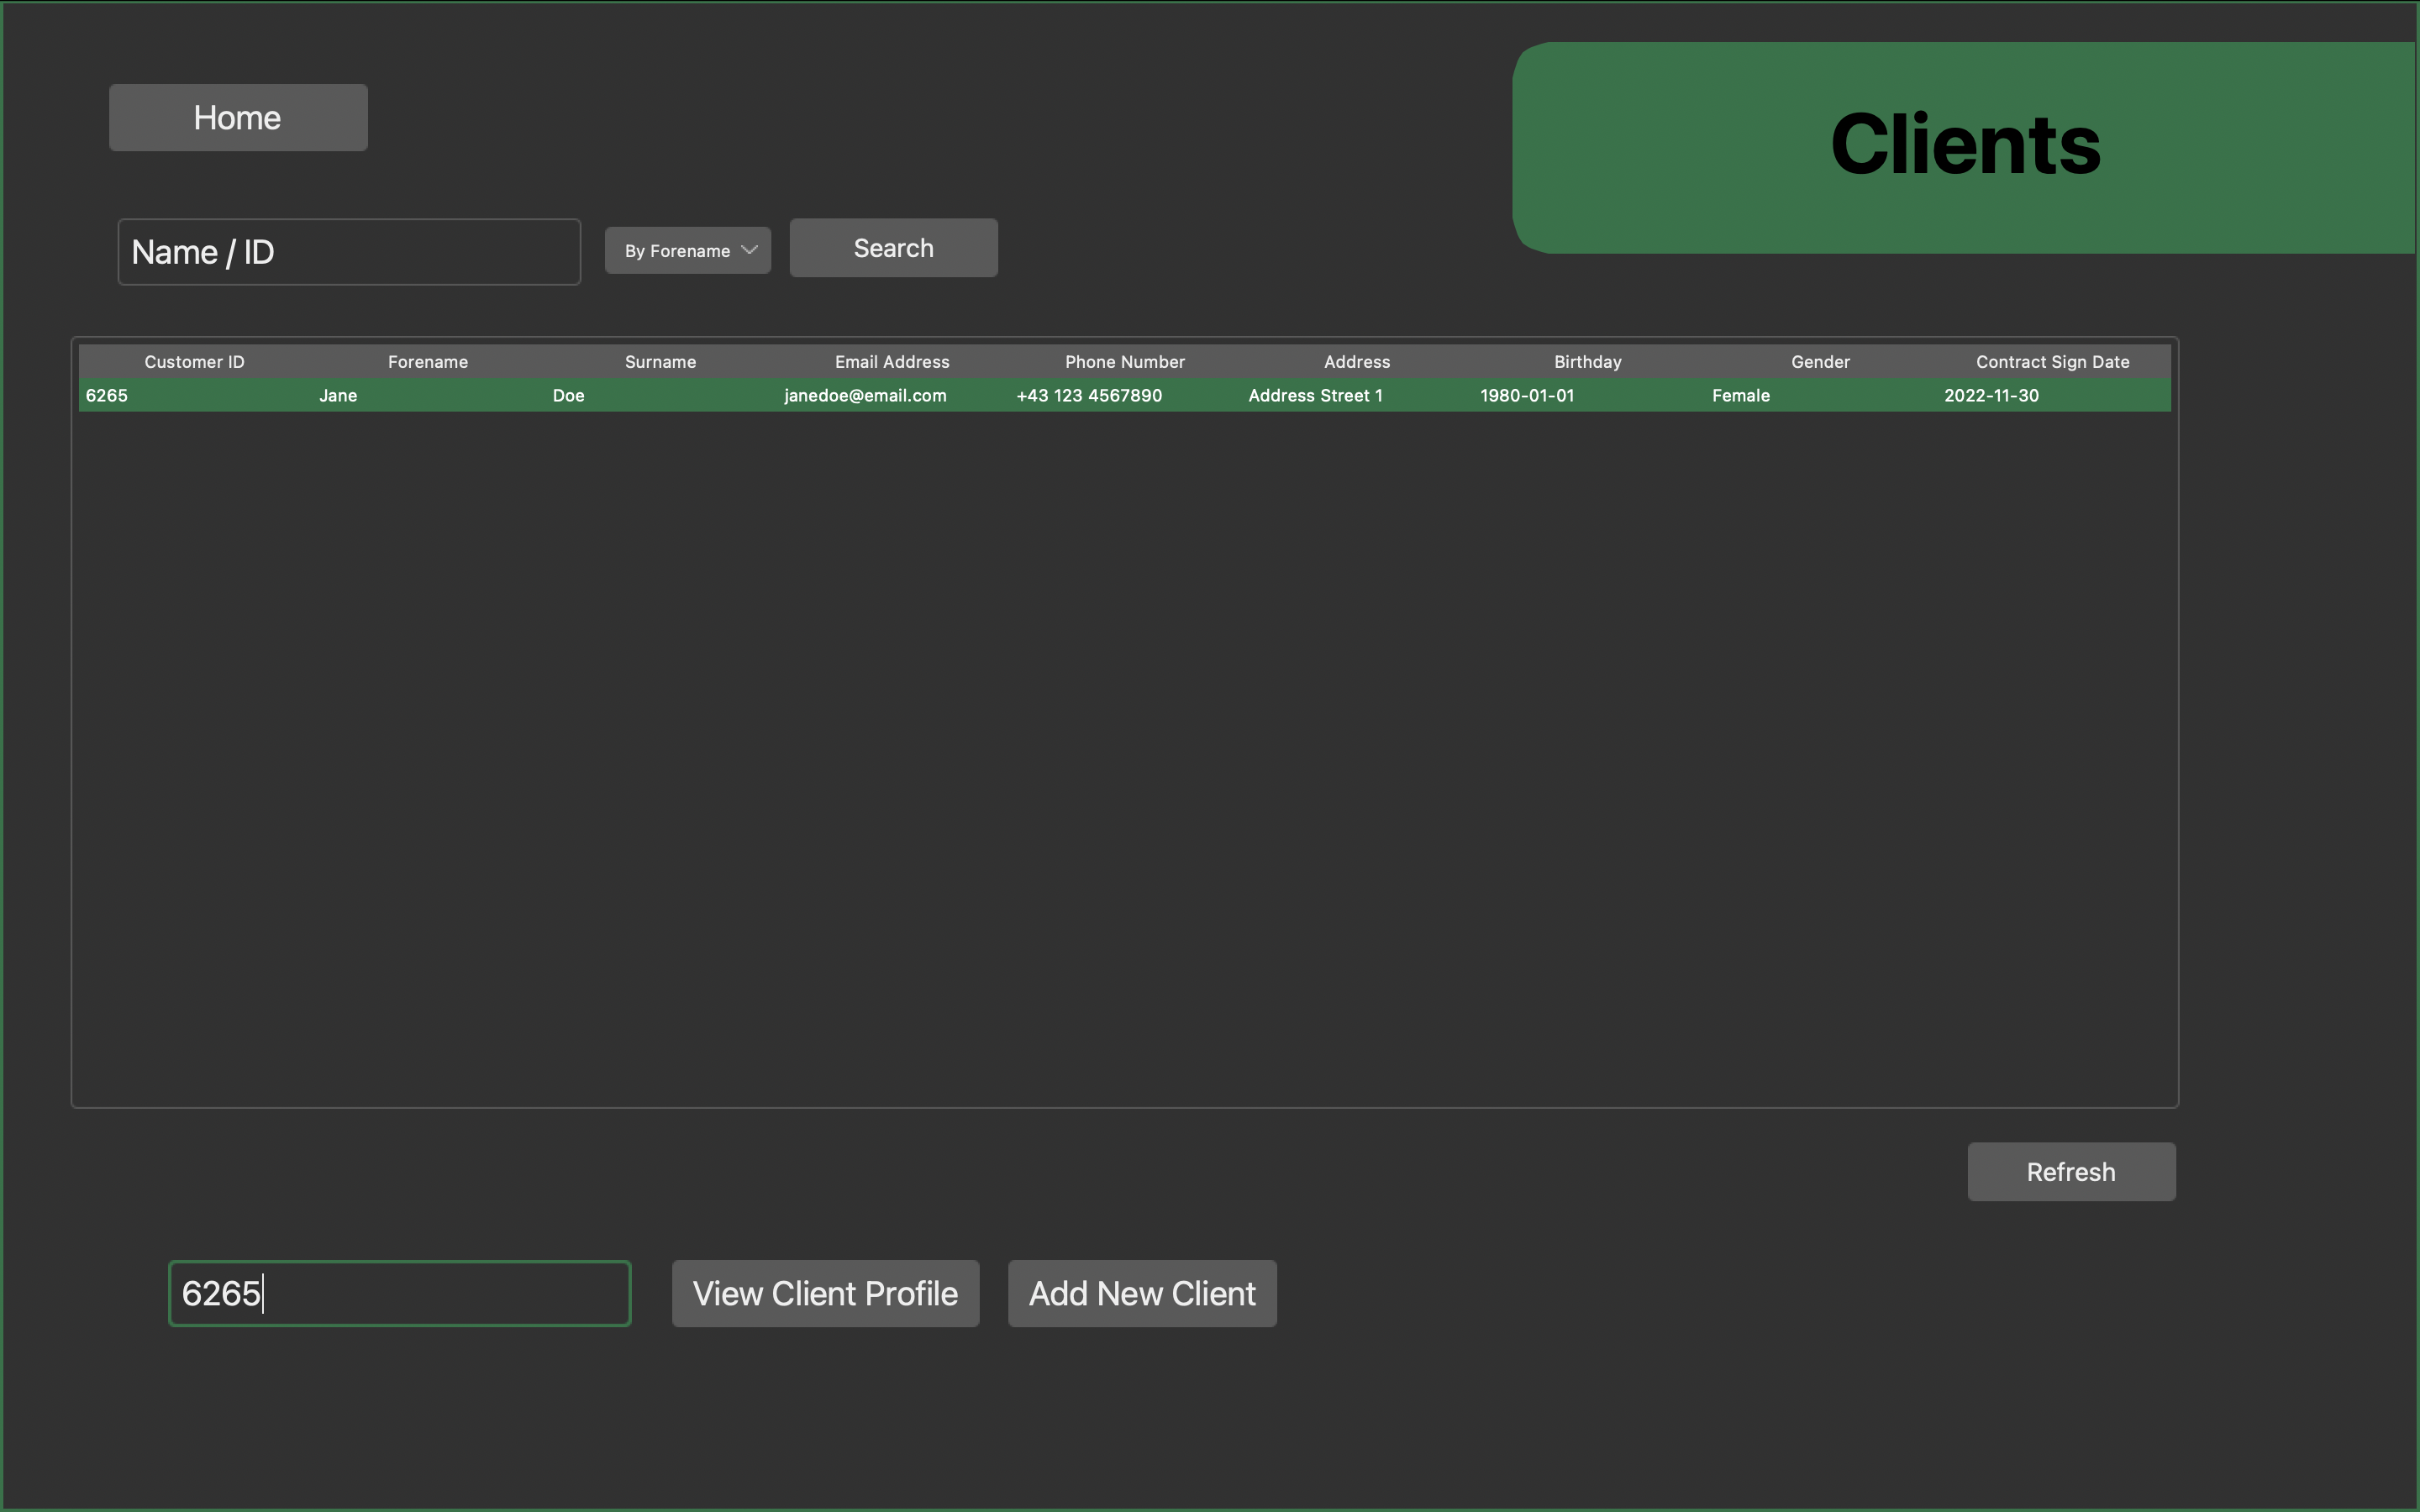 Home
Clients
Name / ID
By Forename
Search
Customer ID Forename Surname Email Address Phone Number Address Birthday Gender Contract Sign Date
6265 Jane Doe janedoe@email.com +43 123 4567890 Address Street 1 1980-01-01 Female 2022-11-30
Refresh
6265
View Client Profile
Add New Client